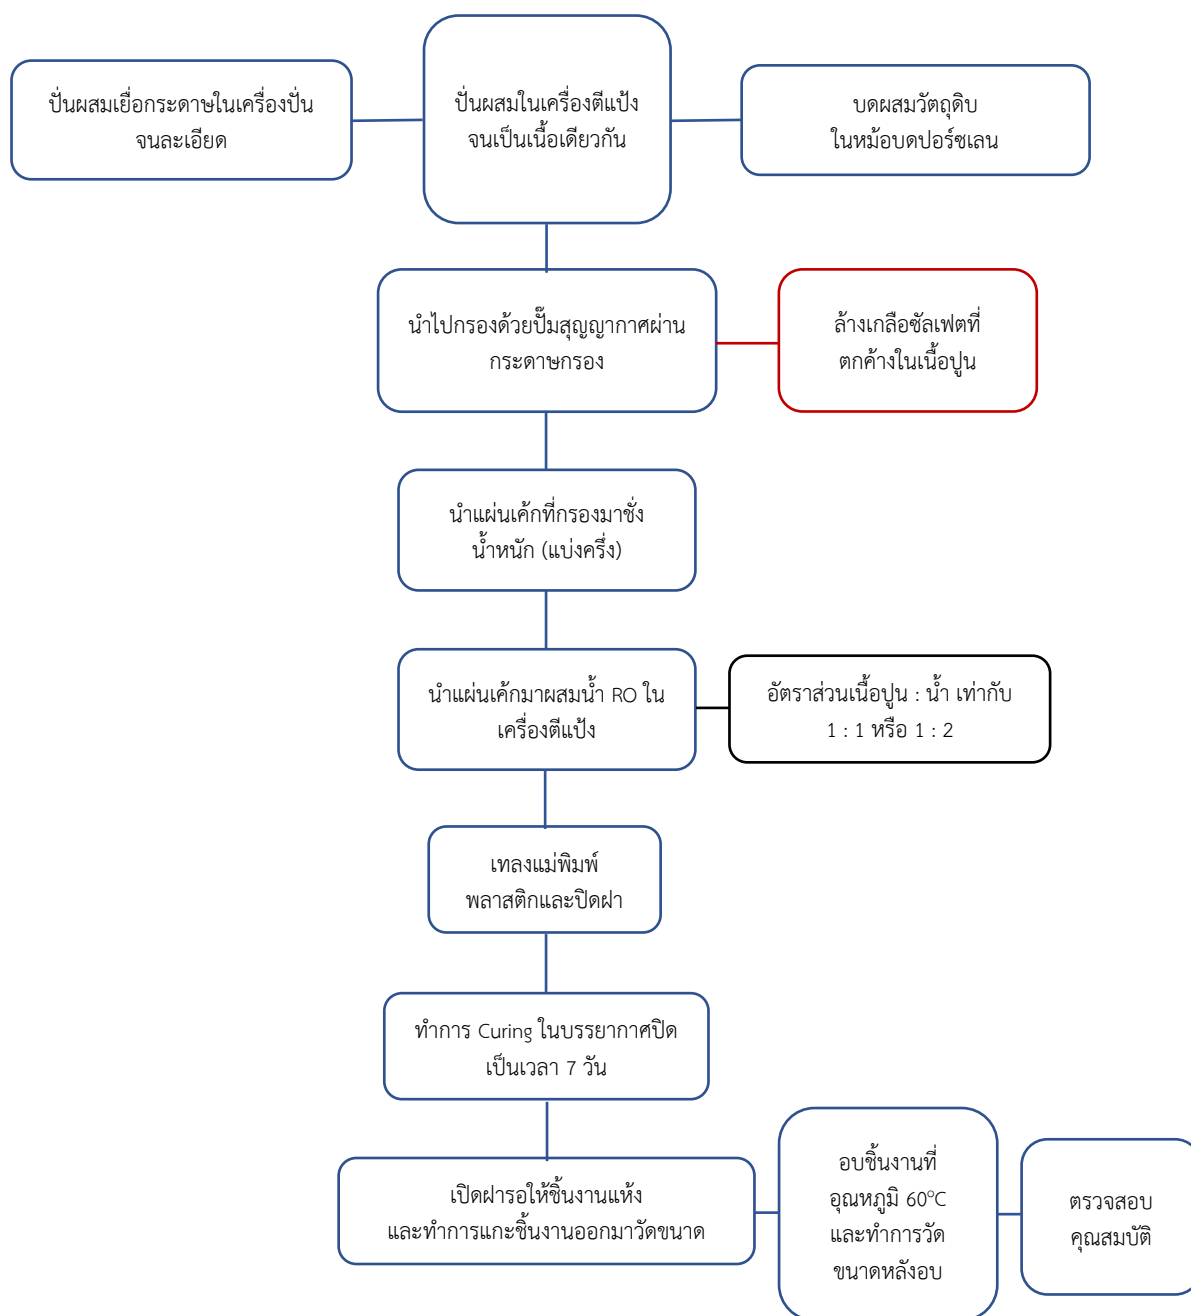 ปั่นผสมเยื่อกระดาษในเครื่องปั่น
จนละเอียด
ปั่นผสมในเครื่องตีแป้ง
จนเป็นเนื้อเดียวกัน
บดผสมวัตถุดิบ
ในหม้อบดปอร์ซเลน
นำไปกรองด้วยปั๊มสุญญากาศผ่าน
กระดาษกรอง
ล้างเกลือซัลเฟตที่
ตกค้างในเนื้อปูน
นำแผ่นเค้กที่กรองมาชั่ง
น้ำหนัก (แบ่งครึ่ง)
นำแผ่นเค้กมาผสมน้ำ RO ใน
เครื่องตีแป้ง
อัตราส่วนเนื้อปูน : น้ำ เท่ากับ
1 : 1 หรือ 1 : 2
เทลงแม่พิมพ์
พลาสติกและปิดฝา
ทำการ Curing ในบรรยากาศปิด
เป็นเวลา 7 วัน
เปิดฝารอให้ชิ้นงานแห้ง
และทำการแกะชิ้นงานออกมาวัดขนาด
อบชิ้นงานที่
อุณหภูมิ 60°C
และทำการวัด
ขนาดหลังอบ
ตรวจสอบ
คุณสมบัติ